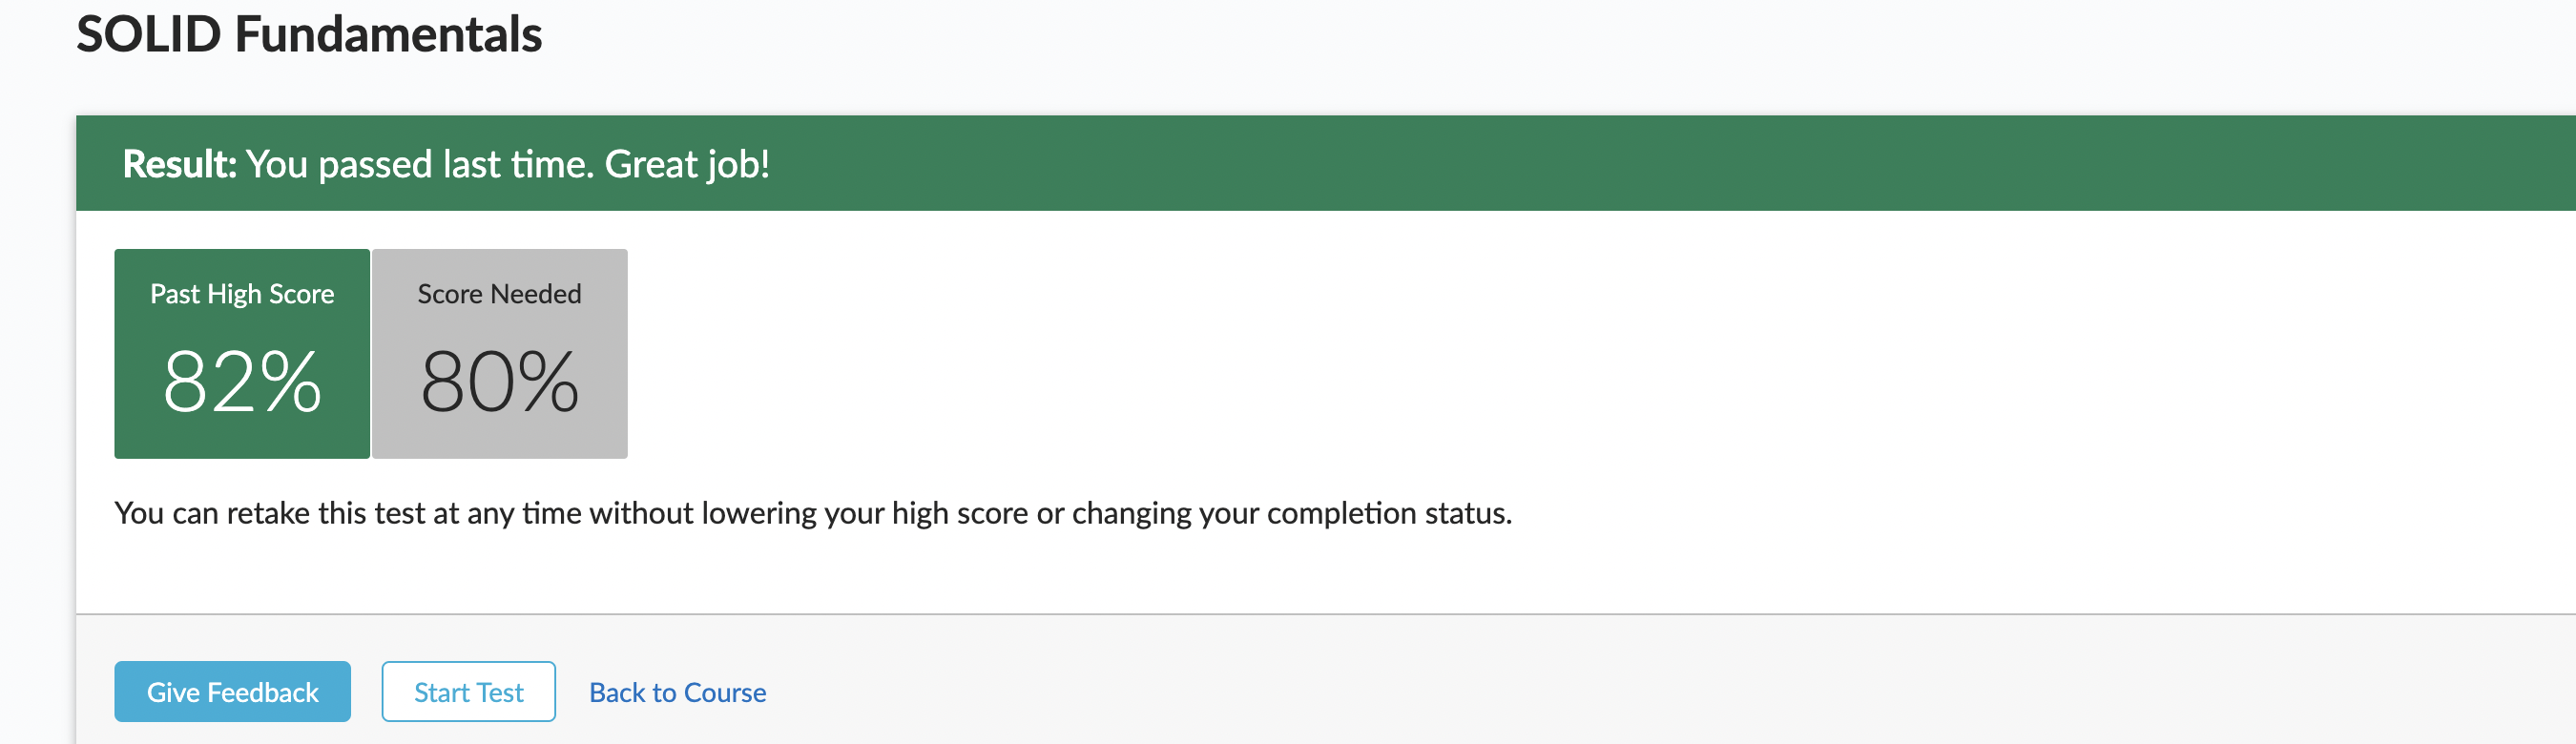 SOLID Fundamentals
Result: You passed last time. Great job!
Past High Score
82%
Score Needed
80%
You can retake this test at any time without lowering your high score or changing your completion status.
Give Feedback
Start Test
Back to Course